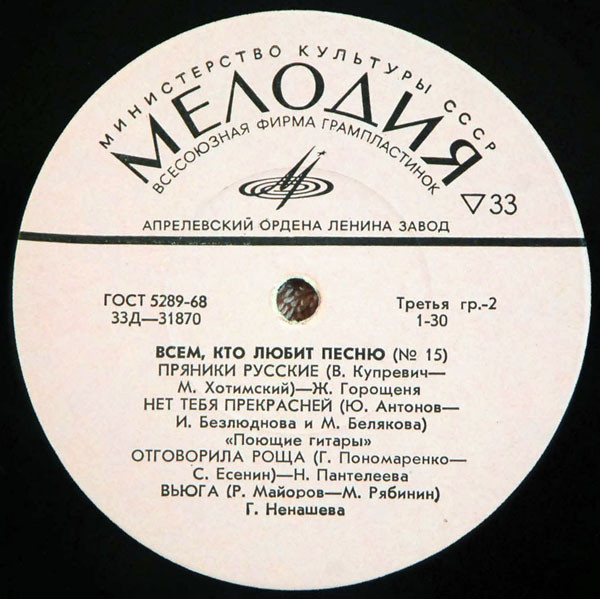 МИНИСТЕРСТВО КУЛЬТУРЫ СССР
МЕЛОДИЯ
ВСЕСОЮЗНАЯ ФИРМА ГРАМПЛАСТИНОК
▽33
АПРЕЛЕВСКИЙ ОРДЕНА ЛЕНИНА ЗАВОД
ГОСТ 5289-68
33Д—31870
Третья гр.-2
1-30
ВСЕМ, КТО ЛЮБИТ ПЕСНЮ (№ 15)
ПРЯНИКИ РУССКИЕ (В. Купревич—
М. Хотимский)—Ж. Горощеня
НЕТ ТЕБЯ ПРЕКРАСНЕЙ (Ю. Антонов—
И. Безлюднова и М. Белякова)
«Поющие гитары»
ОТГОВОРИЛА РОЩА (Г. Пономаренко—
С. Есенин)—Н. Пантелеева
ВЬЮГА (Р. Майоров—М. Рябинин)
Г. Ненашева